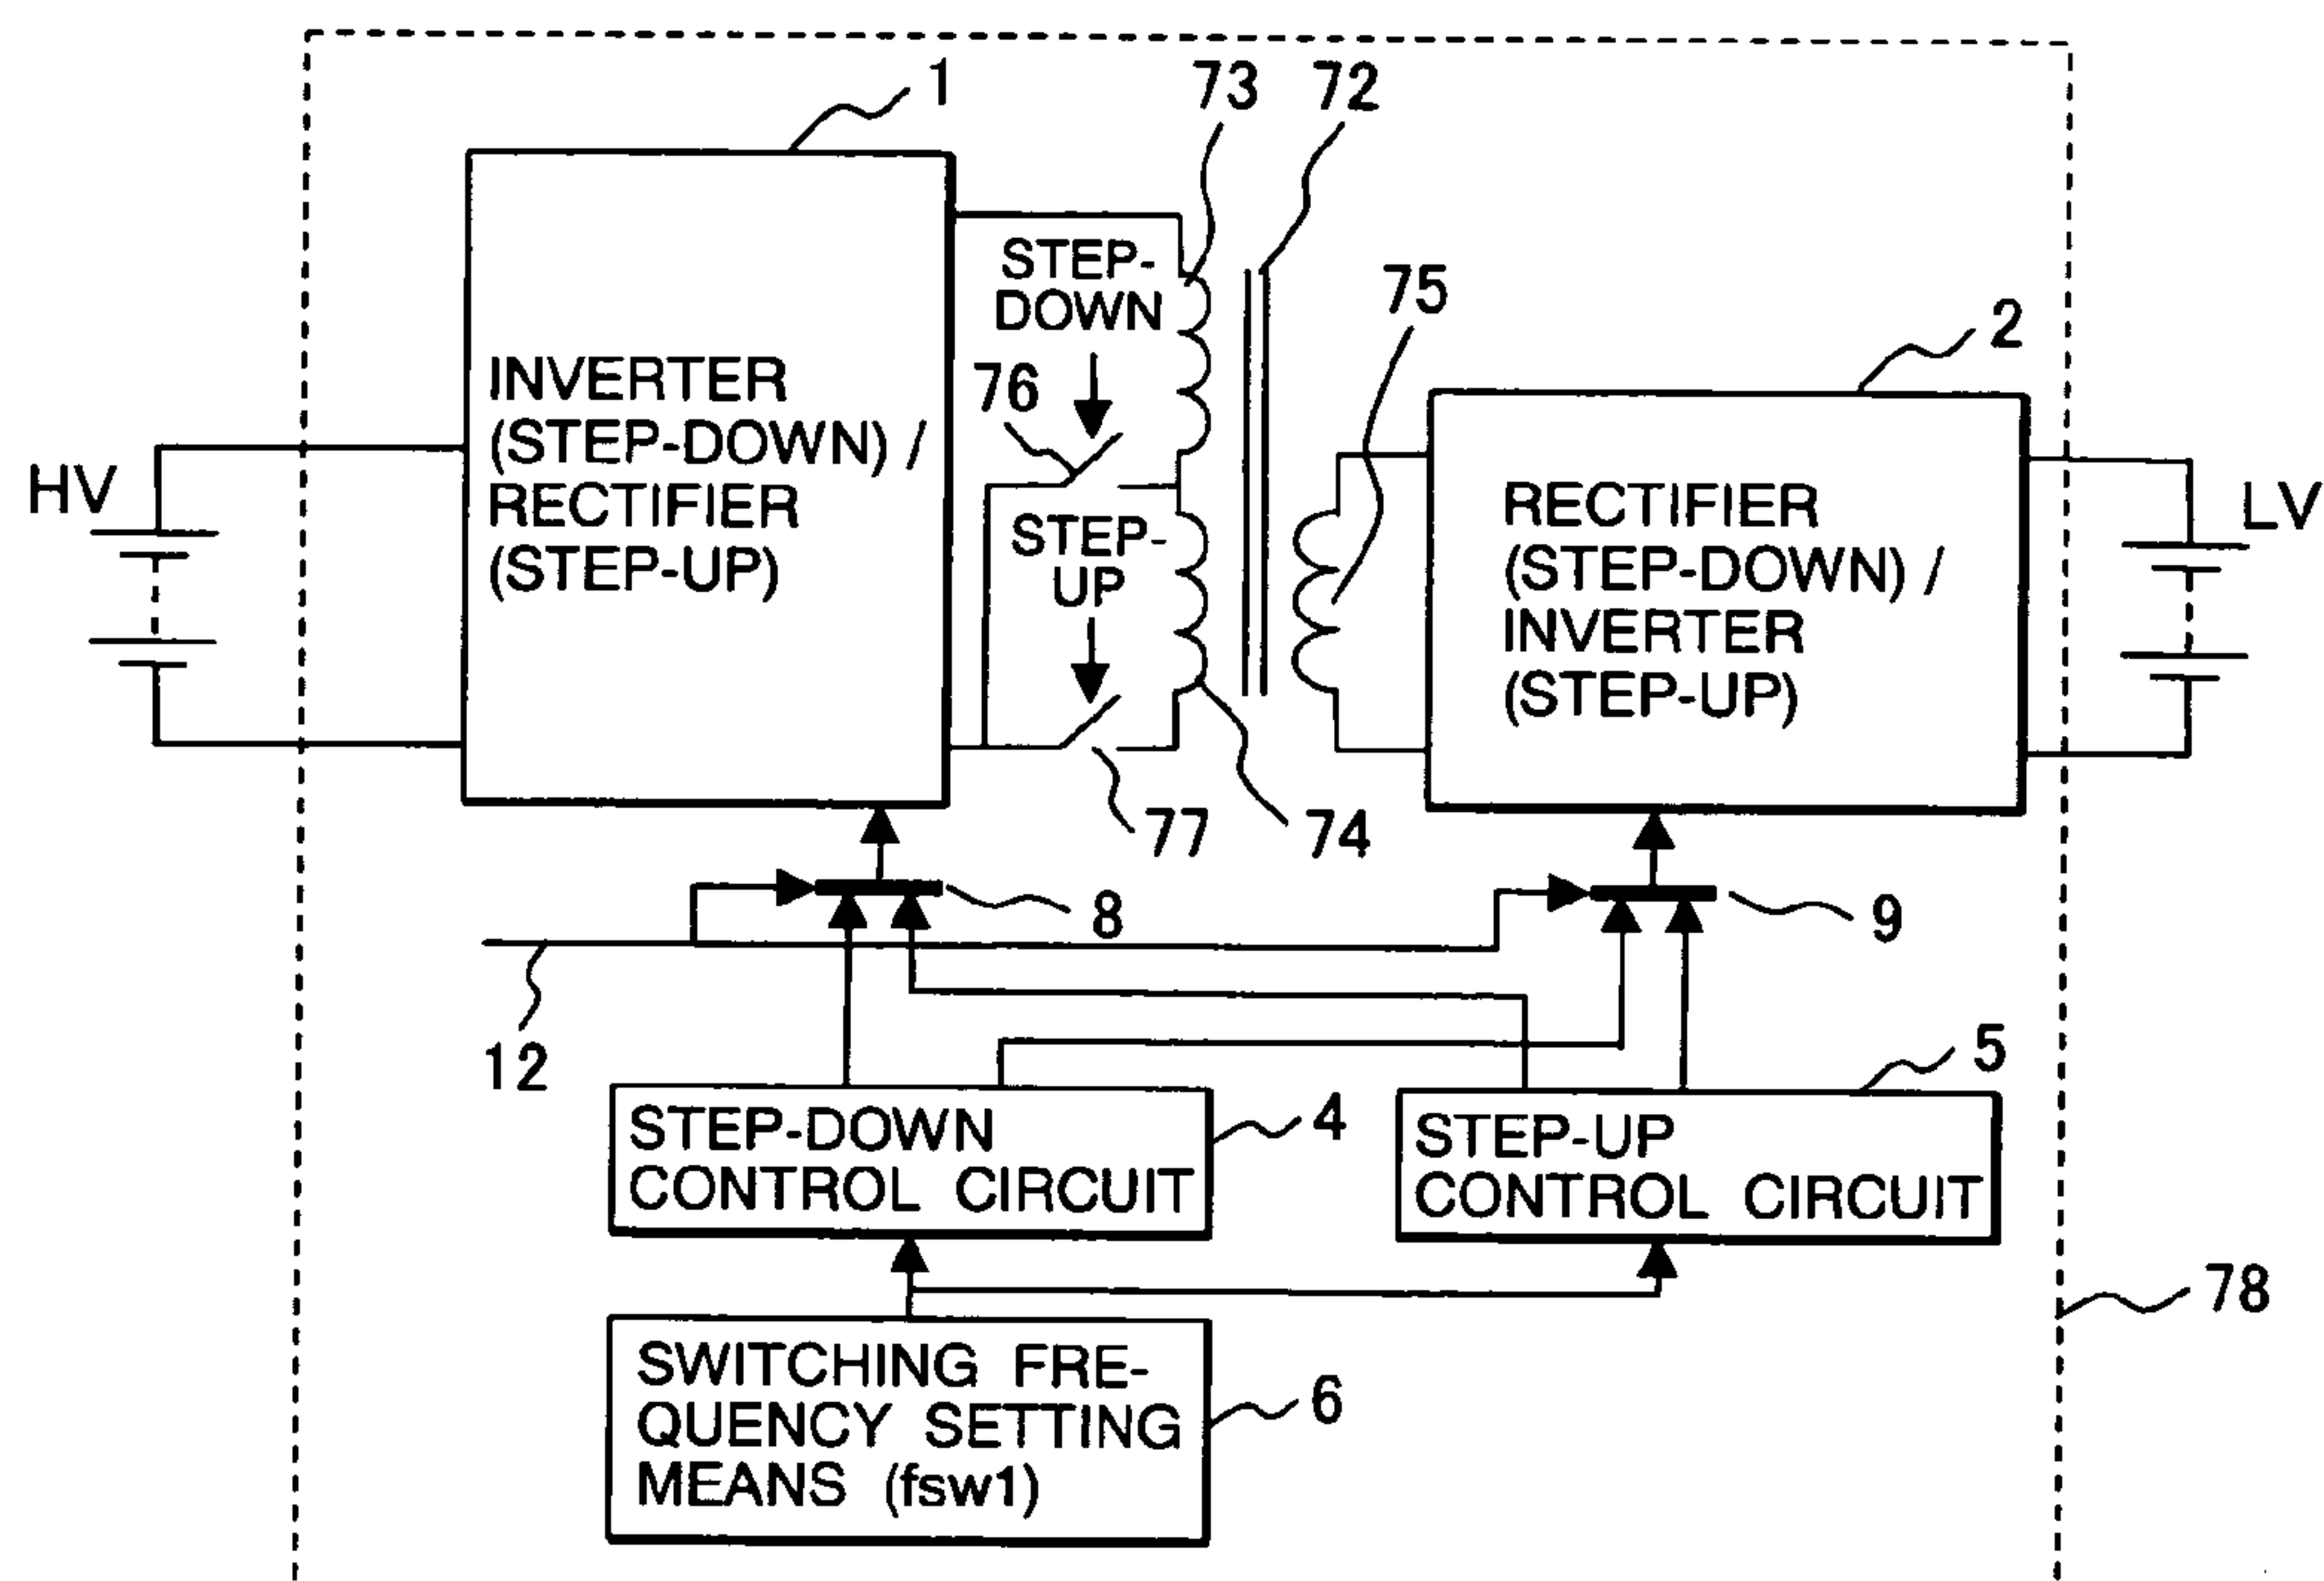 1
73
72
STEP-
DOWN
75
76
2
INVERTER
(STEP-DOWN) /
RECTIFIER
(STEP-UP)
HV
STEP-
UP
RECTIFIER
(STEP-DOWN) /
INVERTER
(STEP-UP)
LV
77
74
8
9
12
5
STEP-DOWN
CONTROL CIRCUIT
4
STEP-UP
CONTROL CIRCUIT
78
SWITCHING FRE-
QUENCY SETTING
MEANS (fsw1)
6